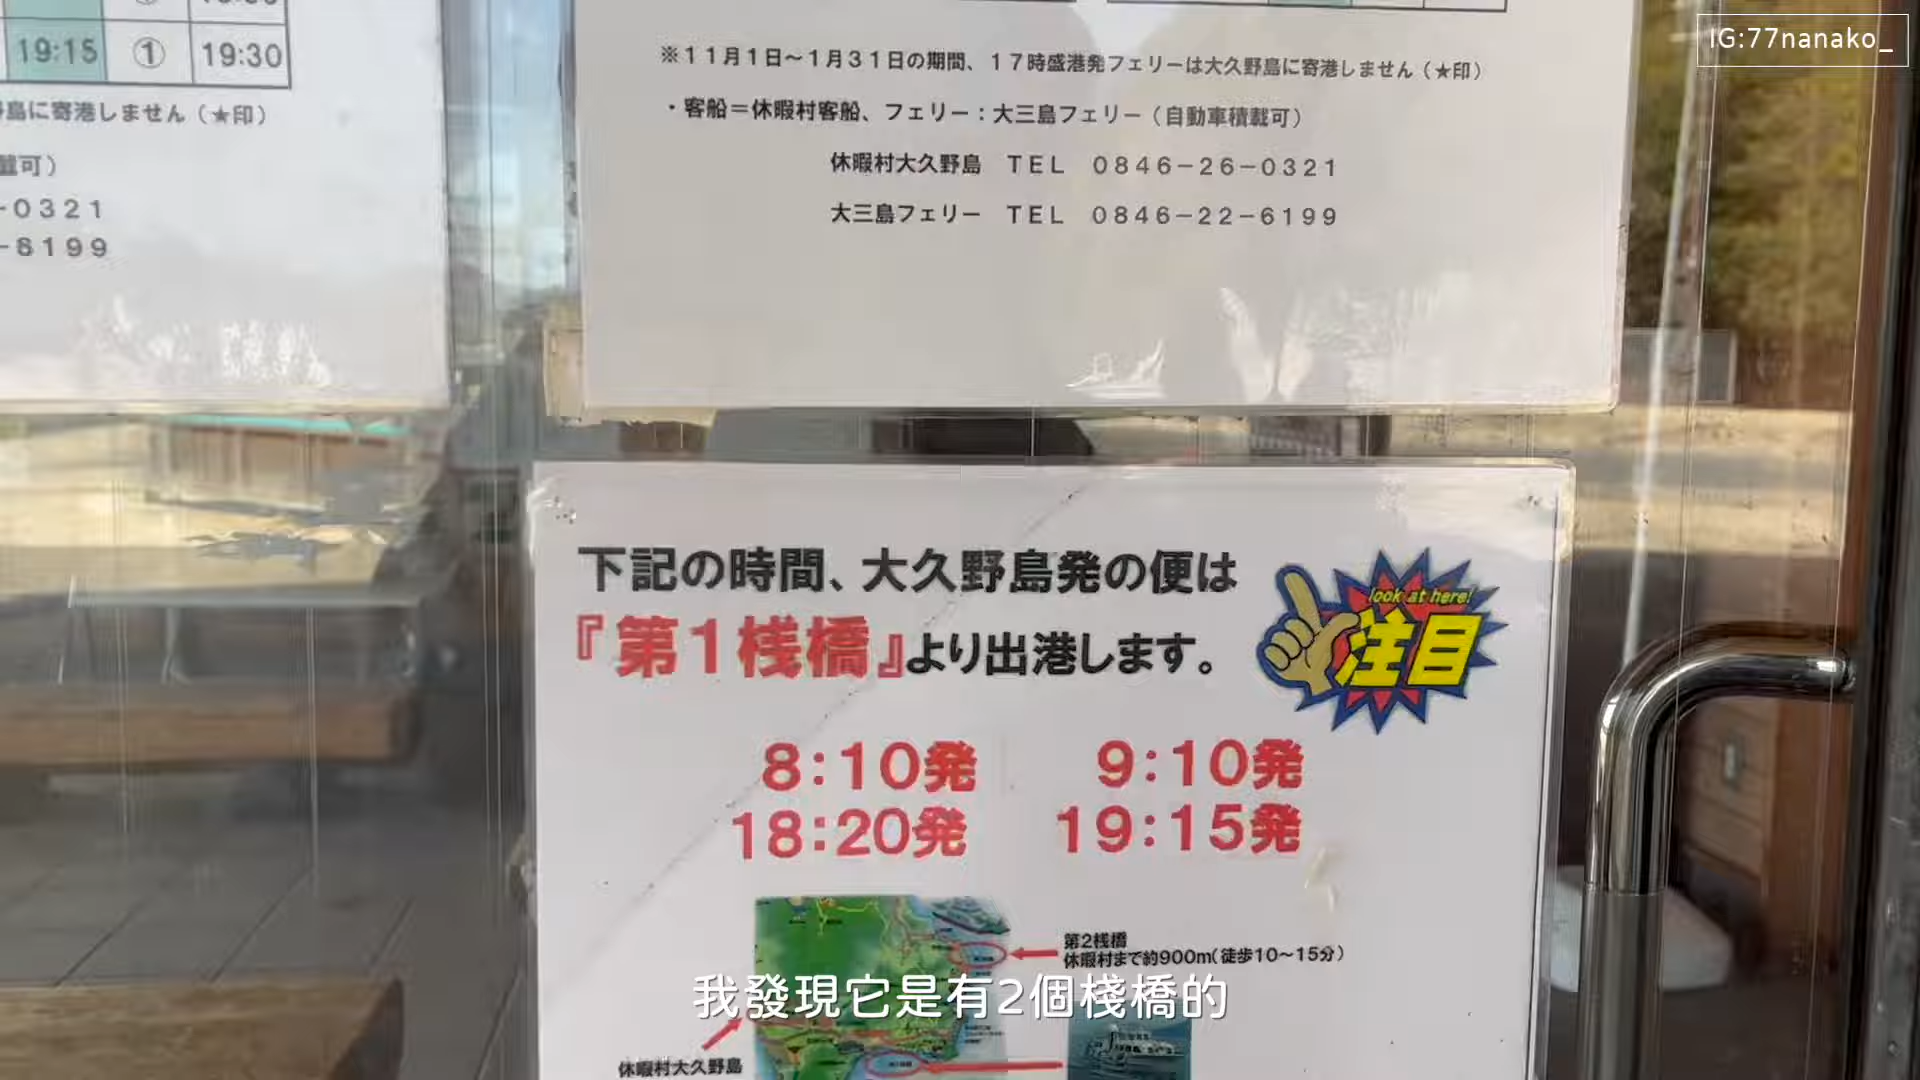 IG:77nanako_
19:15 ① 19:30
島に寄港しません（★印）
載可）
-0321
※１１月１日～１月３１日の期間、１７時盛港発フェリーは大久野島に寄港しません（★印）
・客船＝休暇村客船、フェリー：大三島フェリー（自動車積載可）
休暇村大久野島　ＴＥＬ　０８４６－２６－０３２１
大三島フェリー　ＴＥＬ　０８４６－２２－６１９９
下記の時間、大久野島発の便は
『第１桟橋』より出港します。
look at here!
注目
8:10発　9:10発
18:20発　19:15発
第2桟橋
休暇村まで約900m（徒歩10～15分）
我發現它是有2個棧橋的
休暇村大久野島